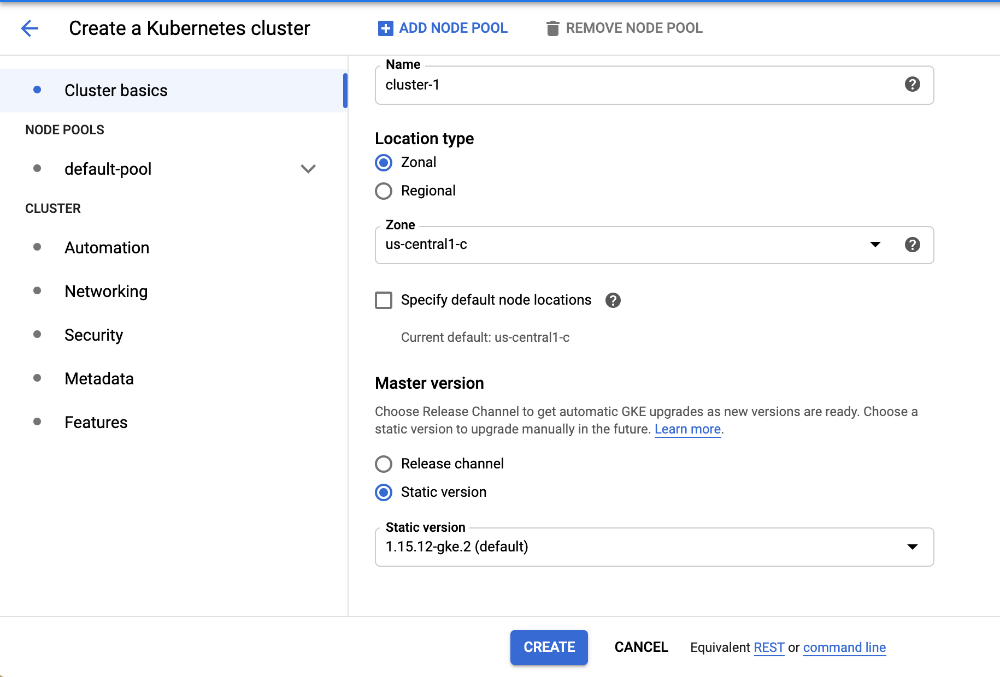 Create a Kubernetes cluster
ADD NODE POOL
REMOVE NODE POOL
Cluster basics
NODE POOLS
default-pool
CLUSTER
Automation
Networking
Security
Metadata
Features
Name
cluster-1
Location type
Zonal
Regional
Zone
us-central1-c
Specify default node locations
Current default: us-central1-c
Master version
Choose Release Channel to get automatic GKE upgrades as new versions are ready. Choose a
static version to upgrade manually in the future. Learn more.
Release channel
Static version
Static version
1.15.12-gke.2 (default)
CREATE
CANCEL
Equivalent REST or command line